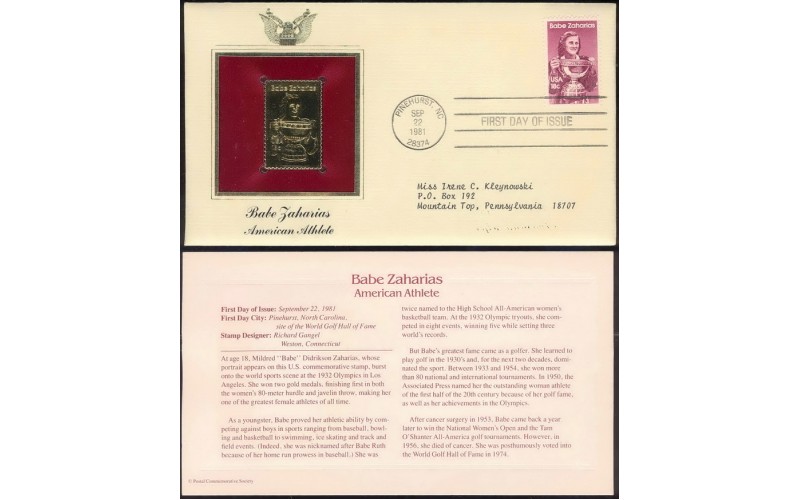 Babe Zaharias
USA
18c
Babe Zaharias
18c
PINEHURST, NC
SEP
22
1981
28374
FIRST DAY OF ISSUE
Miss Irene C. Kleynowski
P.O. Box 192
Mountain Top, Pennsylvania 18707
Babe Zaharias
American Athlete
Babe Zaharias
American Athlete
First Day of Issue: September 22, 1981
First Day City: Pinehurst, North Carolina,
site of the World Golf Hall of Fame
Stamp Designer: Richard Gangel
Weston, Connecticut
At age 18, Mildred "Babe" Didrikson Zaharias, whose
portrait appears on this U.S. commemorative stamp, burst
onto the world sports scene at the 1932 Olympics in Los
Angeles. She won two gold medals, finishing first in both
the women's 80-meter hurdle and javelin throw, making her
one of the greatest female athletes of all time.
As a youngster, Babe proved her athletic ability by com-
peting against boys in sports ranging from baseball, bowl-
ing and basketball to swimming, ice skating and track and
field events. (Indeed, she was nicknamed after Babe Ruth
because of her home run prowess in baseball.) She was
twice named to the High School All-American women's
basketball team. At the 1932 Olympic tryouts, she com-
peted in eight events, winning five while setting three
world's records.
But Babe's greatest fame came as a golfer. She learned to
play golf in the 1930's and, for the next two decades, domi-
nated the sport. Between 1933 and 1954, she won more
than 80 national and international tournaments. In 1950, the
Associated Press named her the outstanding woman athlete
of the first half of the 20th century because of her golf fame,
as well as her achievements in the Olympics.
After cancer surgery in 1953, Babe came back a year
later to win the National Women's Open and the Tam
O'Shanter All-America golf tournaments. However, in
1956, she died of cancer. She was posthumously voted into
the World Golf Hall of Fame in 1974.
© Postal Commemorative Society